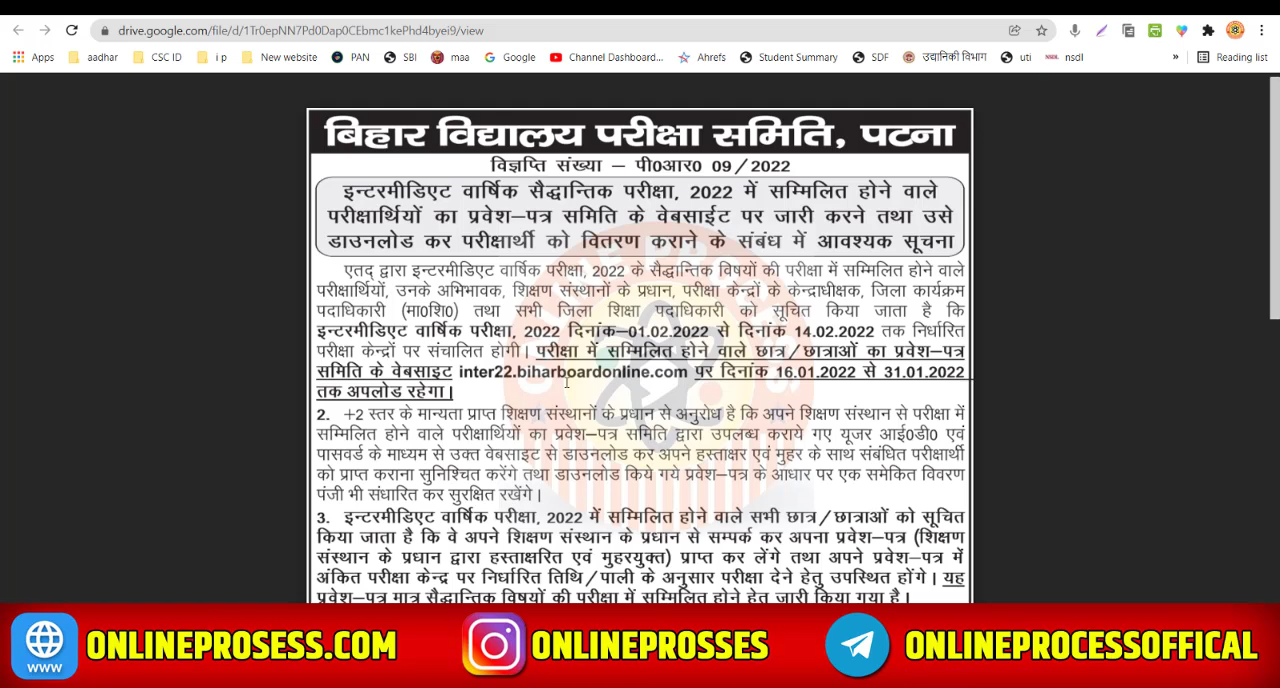 drive.google.com/file/d/1Tr0epNN7Pd0Dap0CEbmc1kePhd4byei9/view
Apps aadhar CSC ID i p New website PAN SBI maa Google Channel Dashboard... Ahrefs Student Summary SDF उद्यानिकी विभाग uti nsdl » Reading list
बिहार विद्यालय परीक्षा समिति, पटना
विज्ञप्ति संख्या – पी0आर0 09/2022
इन्टरमीडिएट वार्षिक सैद्धान्तिक परीक्षा, 2022 में सम्मिलित होने वाले
परीक्षार्थियों का प्रवेश–पत्र समिति के वेबसाईट पर जारी करने तथा उसे
डाउनलोड कर परीक्षार्थी को वितरण कराने के संबंध में आवश्यक सूचना
एतद् द्वारा इन्टरमीडिएट वार्षिक परीक्षा, 2022 के सैद्धान्तिक विषयों की परीक्षा में सम्मिलित होने वाले
परीक्षार्थियों, उनके अभिभावक, शिक्षण संस्थानों के प्रधान, परीक्षा केन्द्रों के केन्द्राधीक्षक, जिला कार्यक्रम
पदाधिकारी (मा0शि0) तथा सभी जिला शिक्षा पदाधिकारी को सूचित किया जाता है कि
इन्टरमीडिएट वार्षिक परीक्षा, 2022 दिनांक–01.02.2022 से दिनांक 14.02.2022 तक निर्धारित
परीक्षा केन्द्रों पर संचालित होगी। परीक्षा में सम्मिलित होने वाले छात्र/छात्राओं का प्रवेश–पत्र
समिति के वेबसाइट inter22.biharboardonline.com पर दिनांक 16.01.2022 से 31.01.2022
तक अपलोड रहेगा।
2. +2 स्तर के मान्यता प्राप्त शिक्षण संस्थानों के प्रधान से अनुरोध है कि अपने शिक्षण संस्थान से परीक्षा में
सम्मिलित होने वाले परीक्षार्थियों का प्रवेश–पत्र समिति द्वारा उपलब्ध कराये गए यूजर आई0डी0 एवं
पासवर्ड के माध्यम से उक्त वेबसाइट से डाउनलोड कर अपने हस्ताक्षर एवं मुहर के साथ संबंधित परीक्षार्थी
को प्राप्त कराना सुनिश्चित करेंगे तथा डाउनलोड किये गये प्रवेश–पत्र के आधार पर एक समेकित विवरण
पंजी भी संधारित कर सुरक्षित रखेंगे।
3. इन्टरमीडिएट वार्षिक परीक्षा, 2022 में सम्मिलित होने वाले सभी छात्र/छात्राओं को सूचित
किया जाता है कि वे अपने शिक्षण संस्थान के प्रधान से सम्पर्क कर अपना प्रवेश–पत्र (शिक्षण
संस्थान के प्रधान द्वारा हस्ताक्षरित एवं मुहरयुक्त) प्राप्त कर लेंगे तथा अपने प्रवेश–पत्र में
अंकित परीक्षा केन्द्र पर निर्धारित तिथि/पाली के अनुसार परीक्षा देने हेतु उपस्थित होंगे। यह
प्रवेश–पत्र मात्र सैद्धान्तिक विषयों की परीक्षा में सम्मिलित होने हेतु जारी किया गया है।
WWW ONLINEPROSESS.COM ONLINEPROSSES ONLINEPROCESSOFFICAL